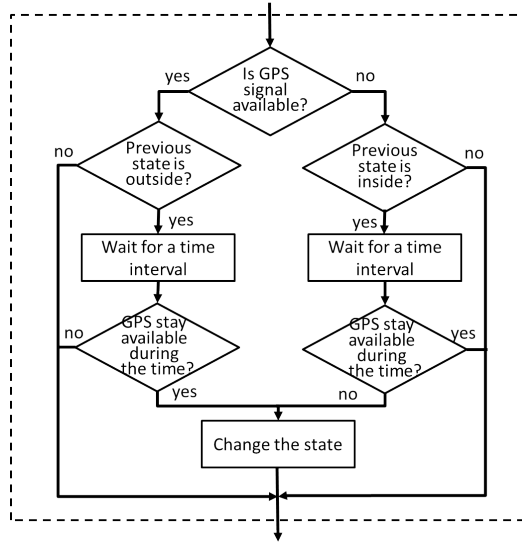 Is GPS
signal
available?
yes
no
Previous
state is
outside?
no
Previous
state is
inside?
no
yes
yes
Wait for a time
interval
Wait for a time
interval
GPS stay
available
during
the time?
no
yes
GPS stay
available
during
the time?
yes
no
Change the state